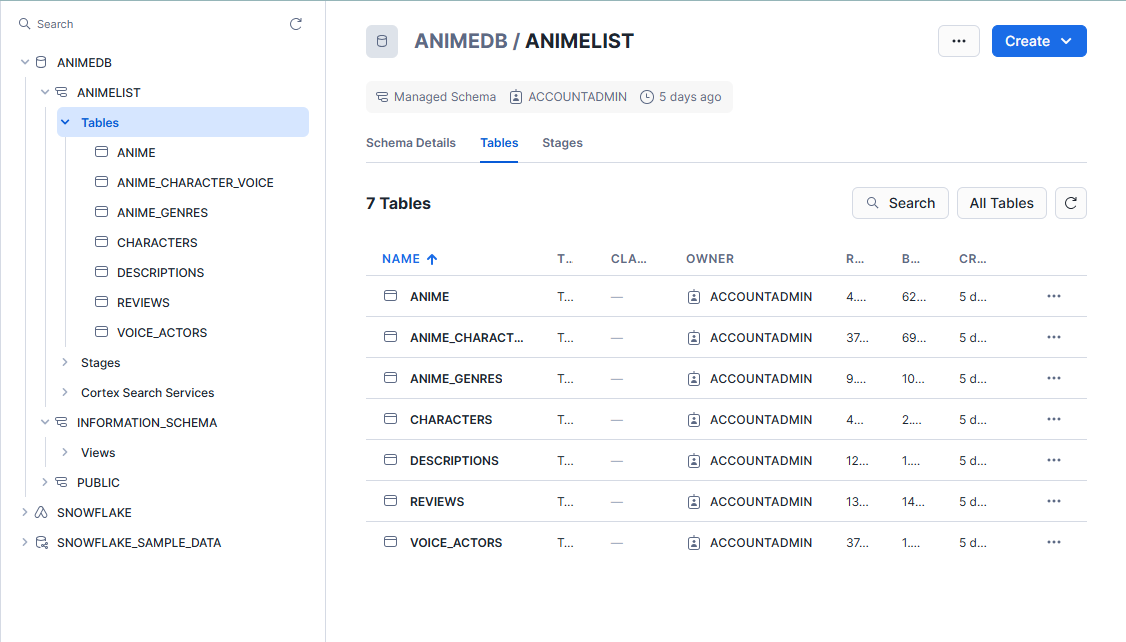 Search
ANIMEDB
ANIMELIST
Tables
ANIME
ANIME_CHARACTER_VOICE
ANIME_GENRES
CHARACTERS
DESCRIPTIONS
REVIEWS
VOICE_ACTORS
Stages
Cortex Search Services
INFORMATION_SCHEMA
Views
PUBLIC
SNOWFLAKE
SNOWFLAKE_SAMPLE_DATA
ANIMEDB / ANIMELIST
Create
Managed Schema ACCOUNTADMIN 5 days ago
Schema Details Tables Stages
7 Tables Search All Tables
NAME T... CLA... OWNER R... B... CR...
ANIME T... — ACCOUNTADMIN 4.... 62... 5 d...
ANIME_CHARACT... T... — ACCOUNTADMIN 37... 69... 5 d...
ANIME_GENRES T... — ACCOUNTADMIN 9.... 10... 5 d...
CHARACTERS T... — ACCOUNTADMIN 4... 2.... 5 d...
DESCRIPTIONS T... — ACCOUNTADMIN 12... 1.... 5 d...
REVIEWS T... — ACCOUNTADMIN 13... 14... 5 d...
VOICE_ACTORS T... — ACCOUNTADMIN 37... 1.... 5 d...